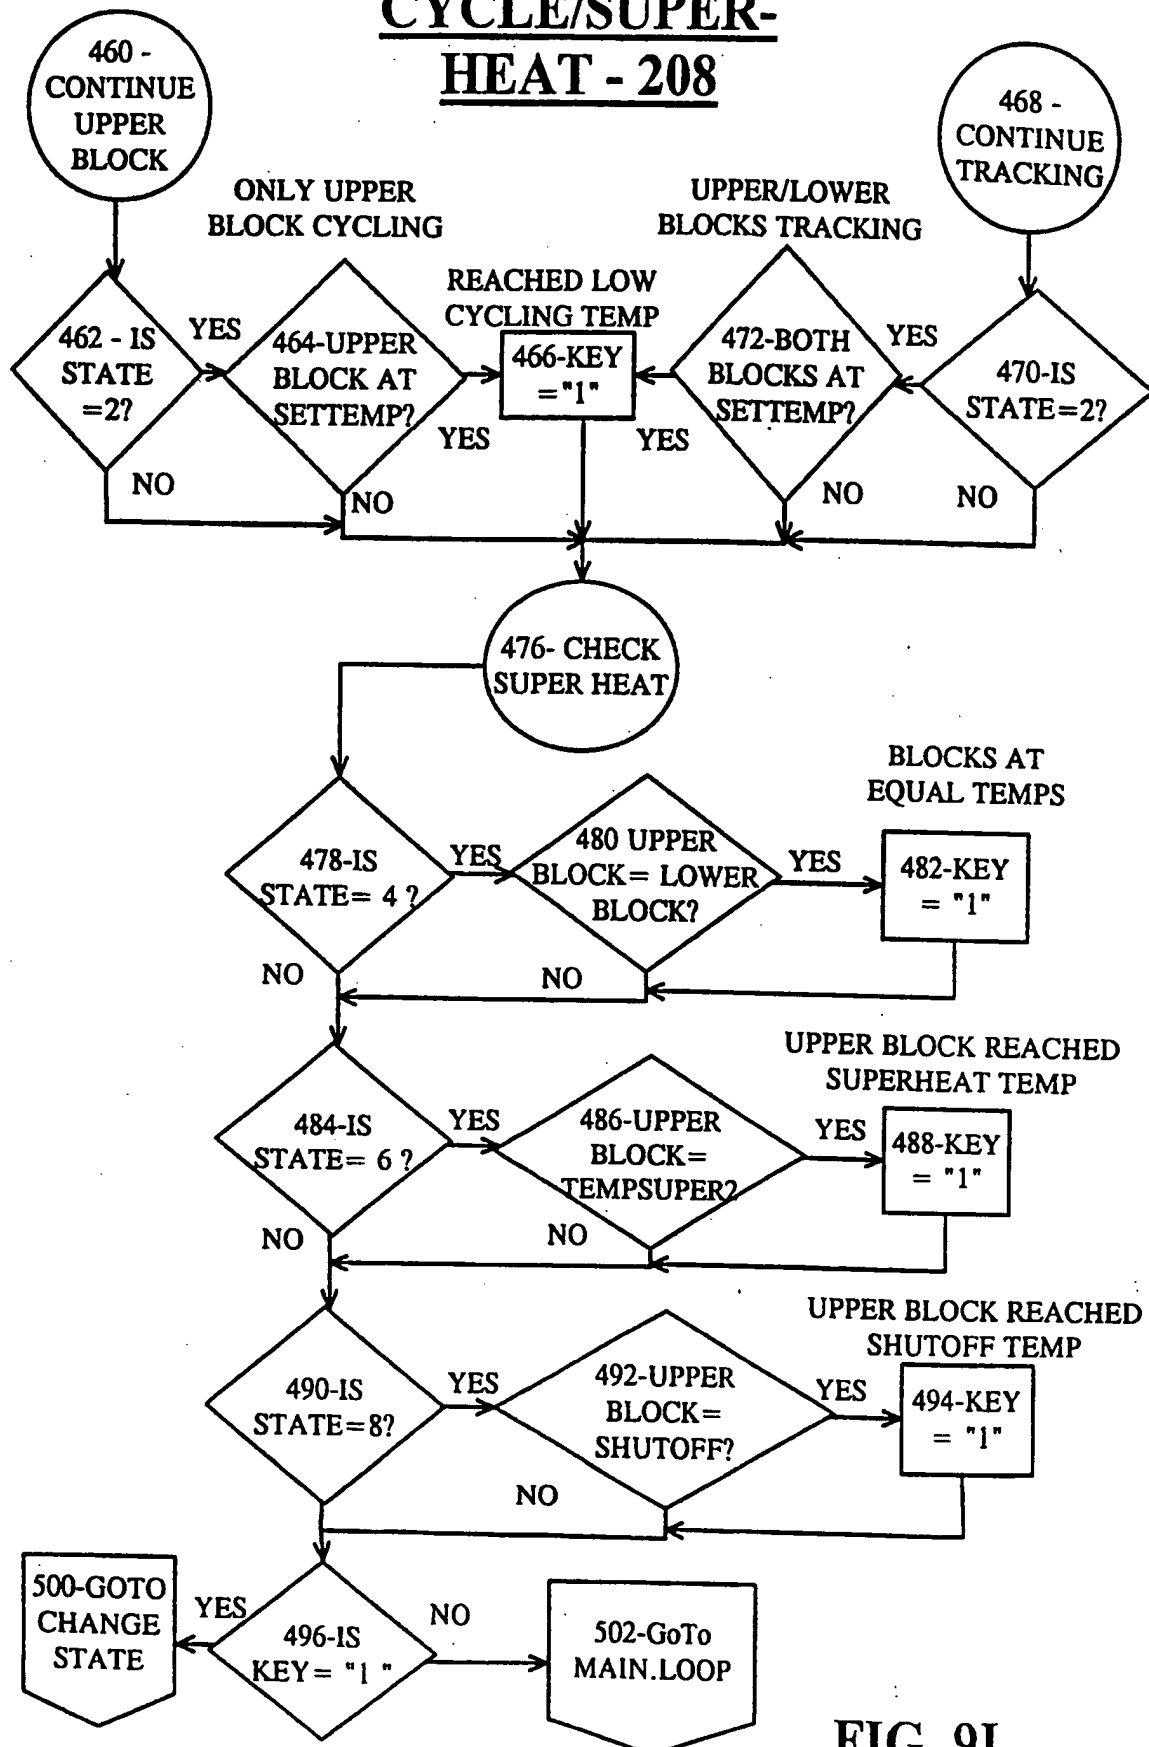 CYCLE/SUPER-
HEAT - 208
460 -
CONTINUE
UPPER
BLOCK
468 -
CONTINUE
TRACKING
ONLY UPPER
BLOCK CYCLING
UPPER/LOWER
BLOCKS TRACKING
REACHED LOW
CYCLING TEMP
462 - IS
STATE
=2?
YES
NO
464-UPPER
BLOCK AT
SETTEMP?
YES
NO
466-KEY
="1"
472-BOTH
BLOCKS AT
SETTEMP?
YES
NO
YES
470-IS
STATE=2?
NO
476- CHECK
SUPER HEAT
478-IS
STATE= 4 ?
YES
NO
480 UPPER
BLOCK= LOWER
BLOCK?
YES
NO
BLOCKS AT
EQUAL TEMPS
482-KEY
= "1"
484-IS
STATE= 6 ?
YES
NO
486-UPPER
BLOCK=
TEMPSUPER?
YES
NO
UPPER BLOCK REACHED
SUPERHEAT TEMP
488-KEY
= "1"
490-IS
STATE=8?
YES
492-UPPER
BLOCK=
SHUTOFF?
YES
NO
UPPER BLOCK REACHED
SHUTOFF TEMP
494-KEY
= "1"
500-GOTO
CHANGE
STATE
YES
496-IS
KEY= "1 "
NO
502-GoTo
MAIN.LOOP